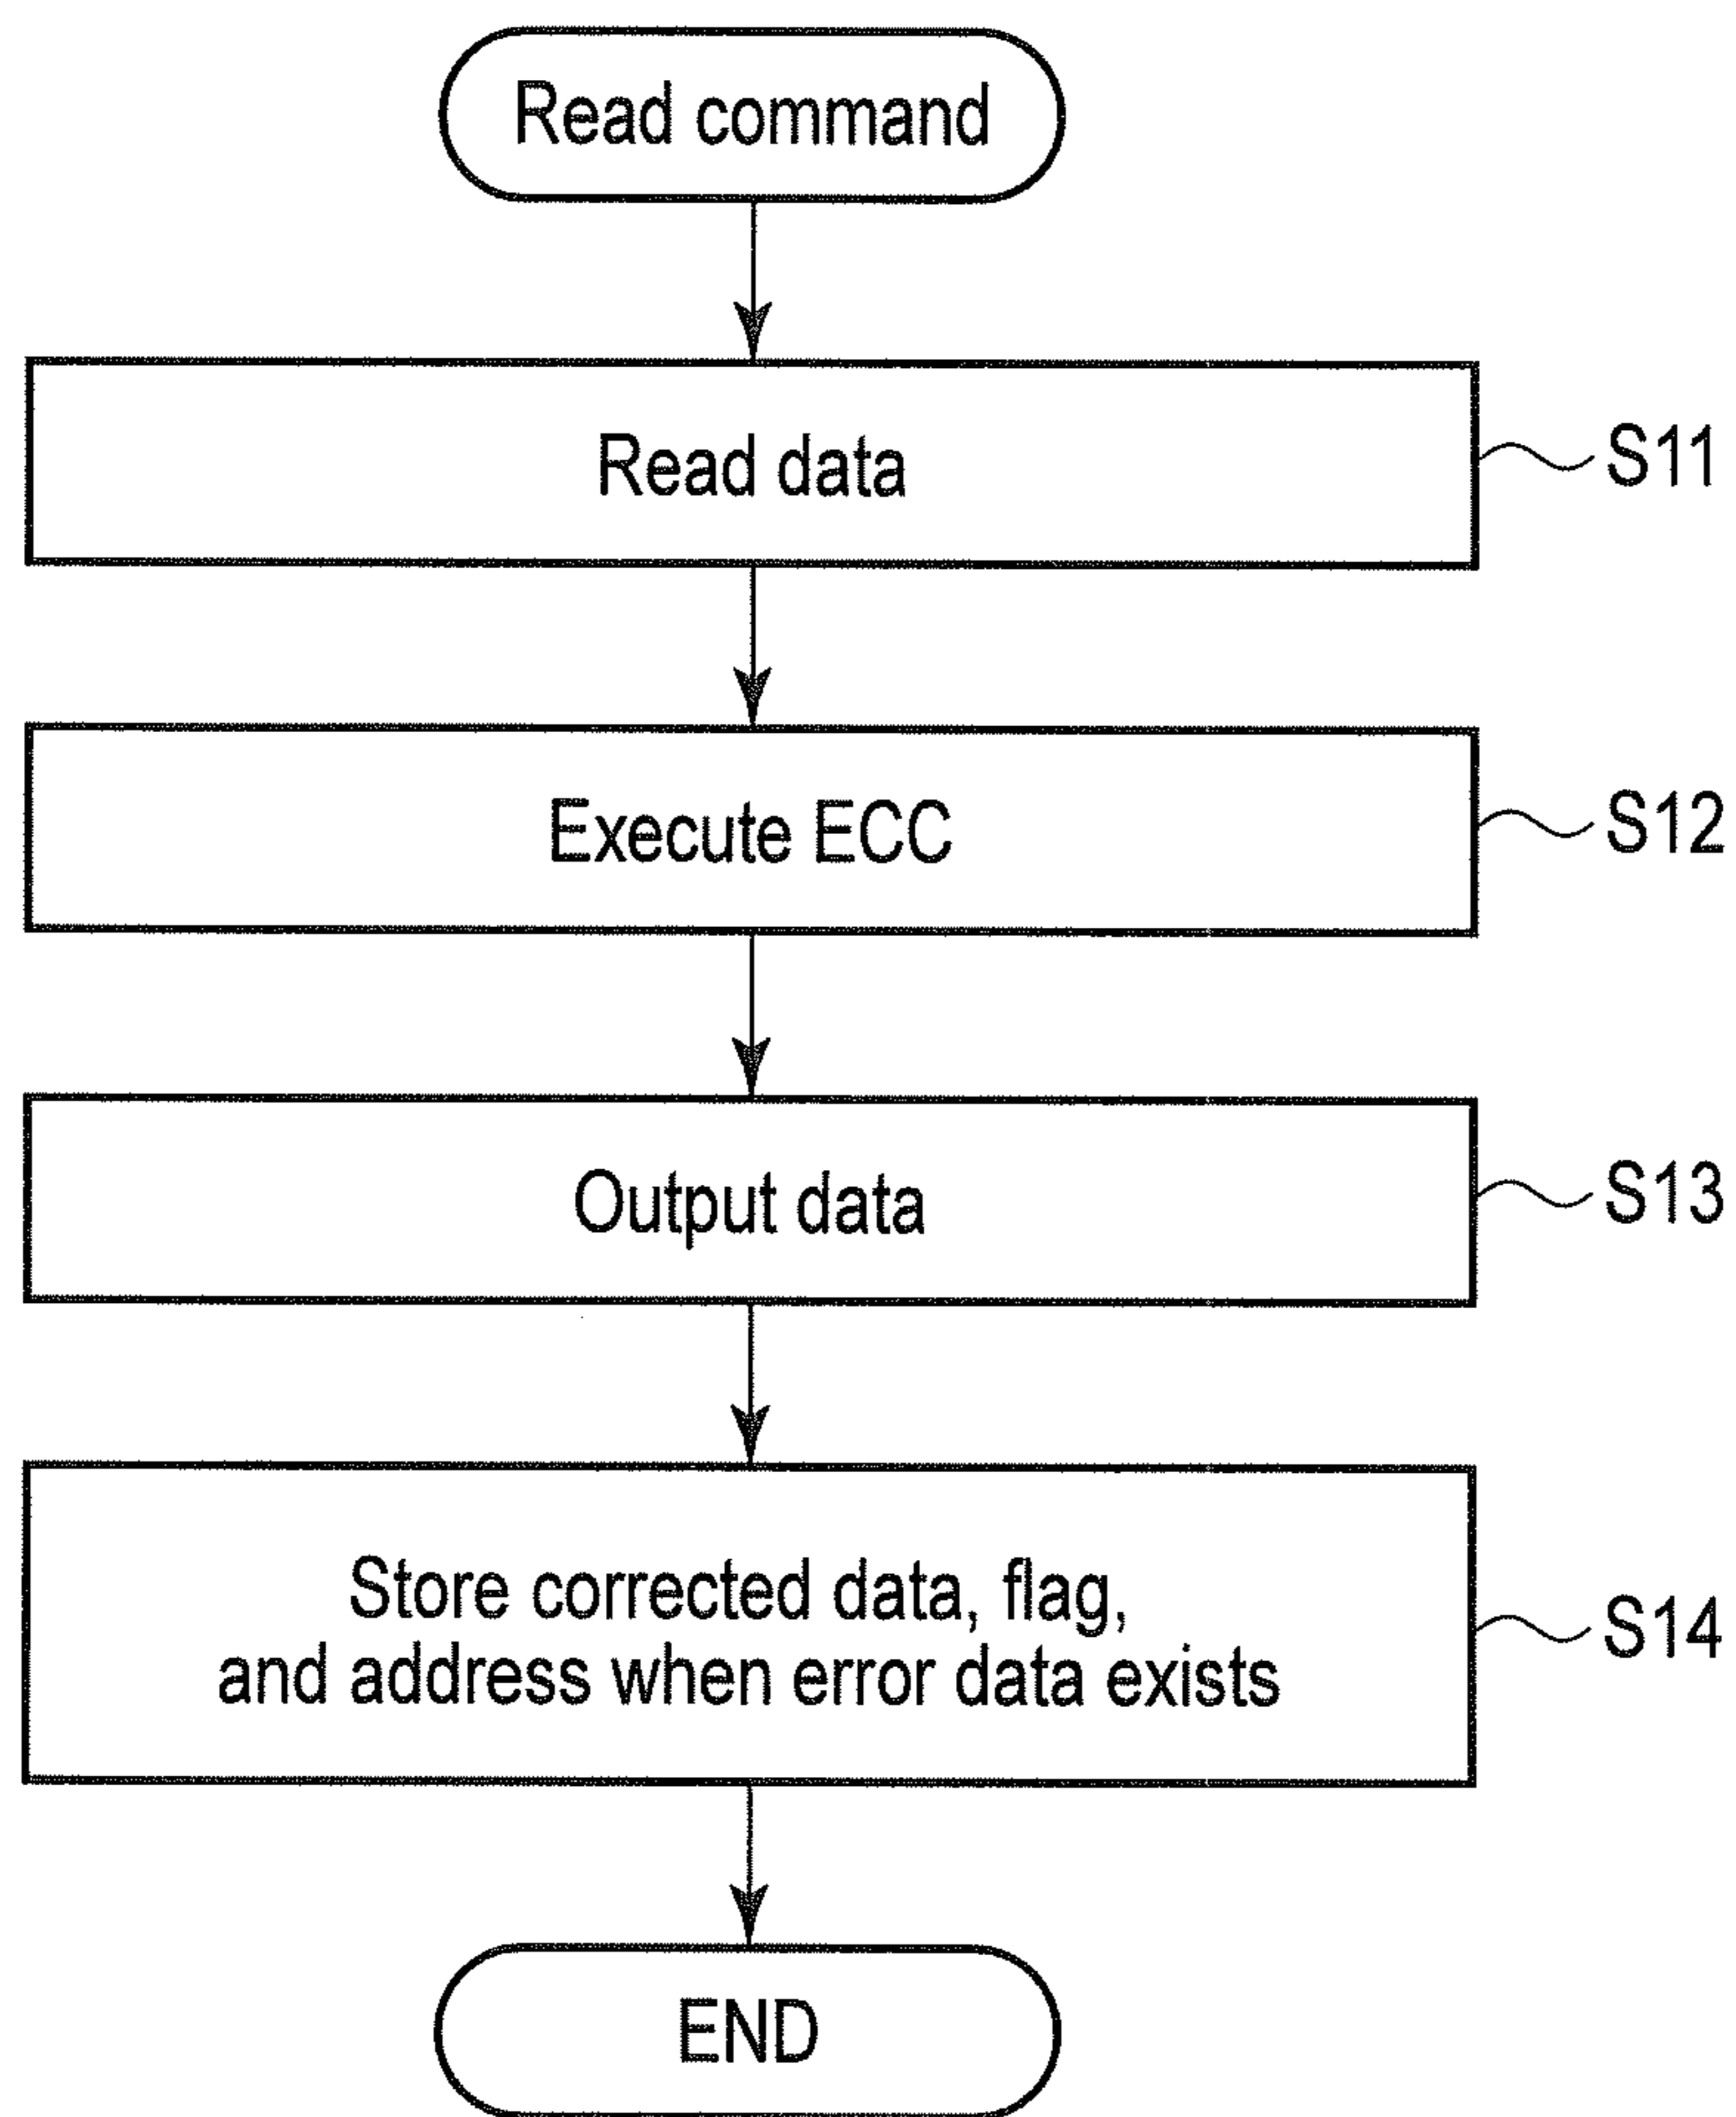 Read command
Read data
S11
Execute ECC
S12
Output data
S13
Store corrected data, flag,
and address when error data exists
S14
END